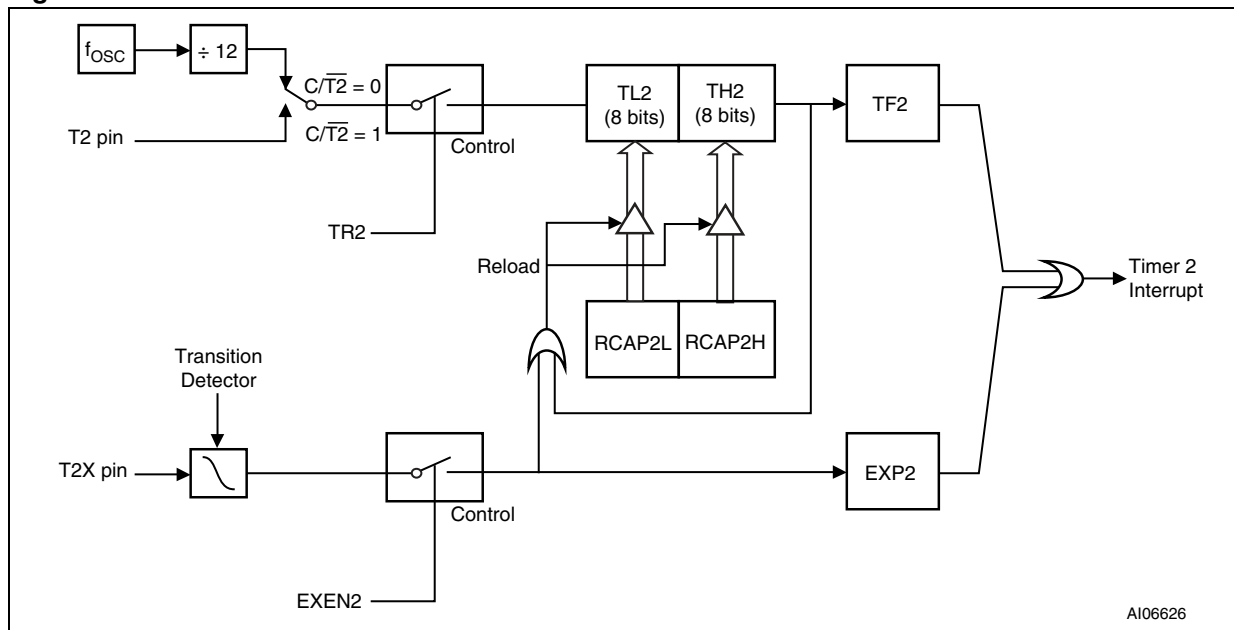 fOSC
÷ 12
C/T2 = 0
C/T2 = 1
T2 pin
Control
TR2
TL2
(8 bits)
TH2
(8 bits)
TF2
Reload
RCAP2L
RCAP2H
Timer 2
Interrupt
Transition
Detector
T2X pin
Control
EXP2
EXEN2
AI06626